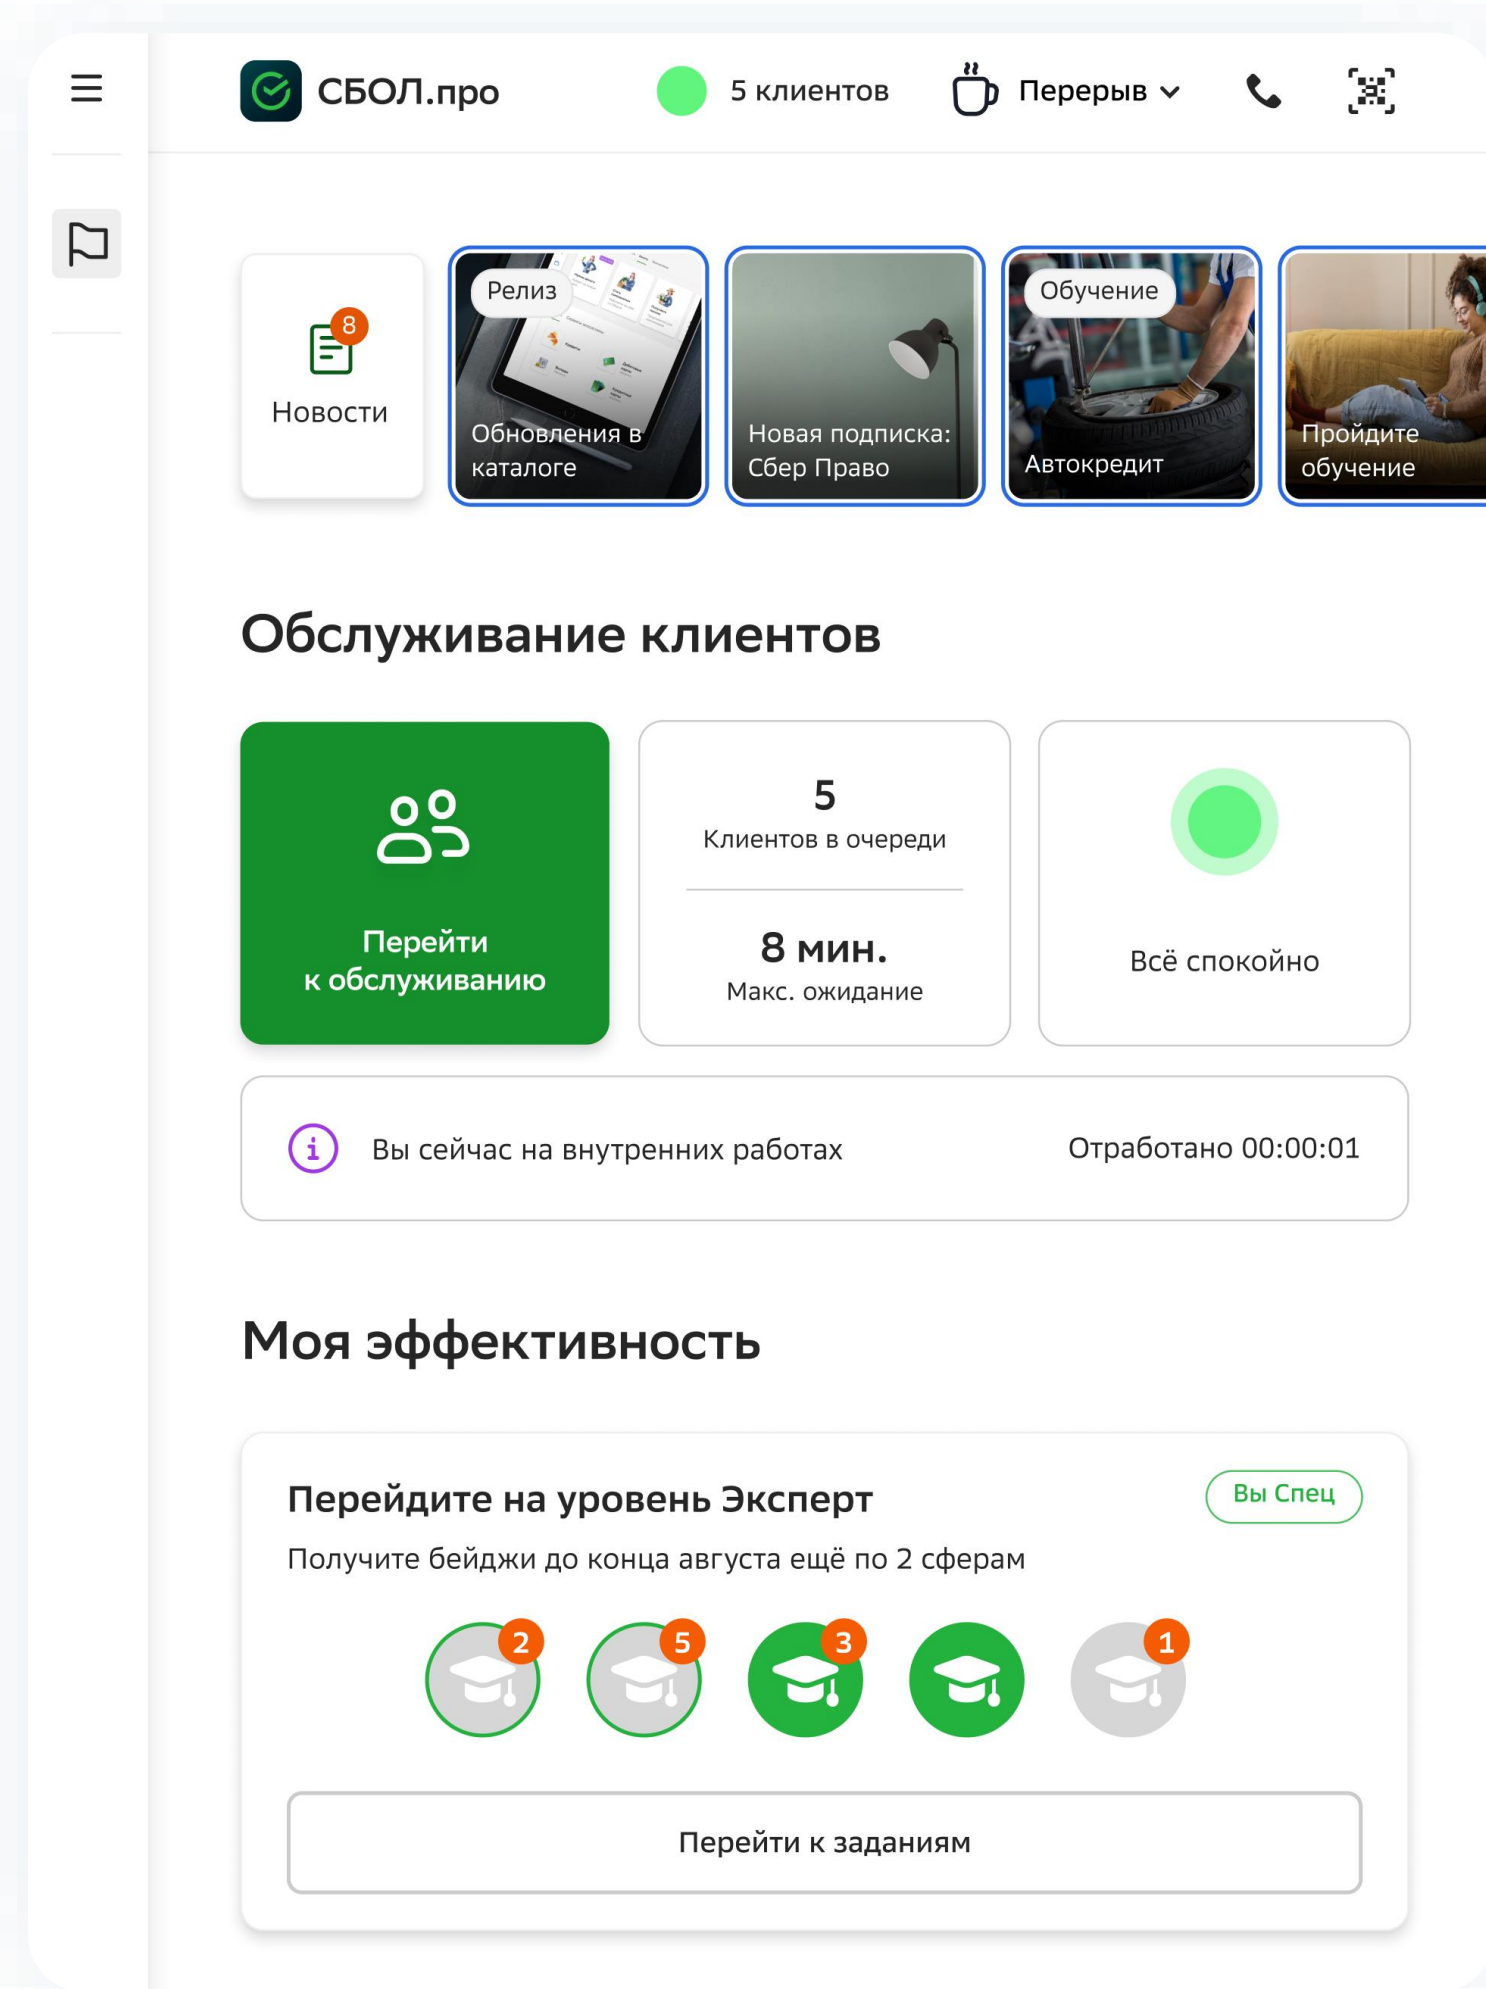 СБОЛ.про
5 клиентов
Перерыв
8
Новости
Релиз
Обновления в
каталоге
Новая подписка:
Сбер Право
Обучение
Автокредит
Пройдите
обучение
Обслуживание клиентов
Перейти
к обслуживанию
5
Клиентов в очереди
8 мин.
Макс. ожидание
Всё спокойно
Вы сейчас на внутренних работах
Отработано 00:00:01
Моя эффективность
Перейдите на уровень Эксперт
Вы Спец
Получите бейджи до конца августа ещё по 2 сферам
2
5
3
1
Перейти к заданиям